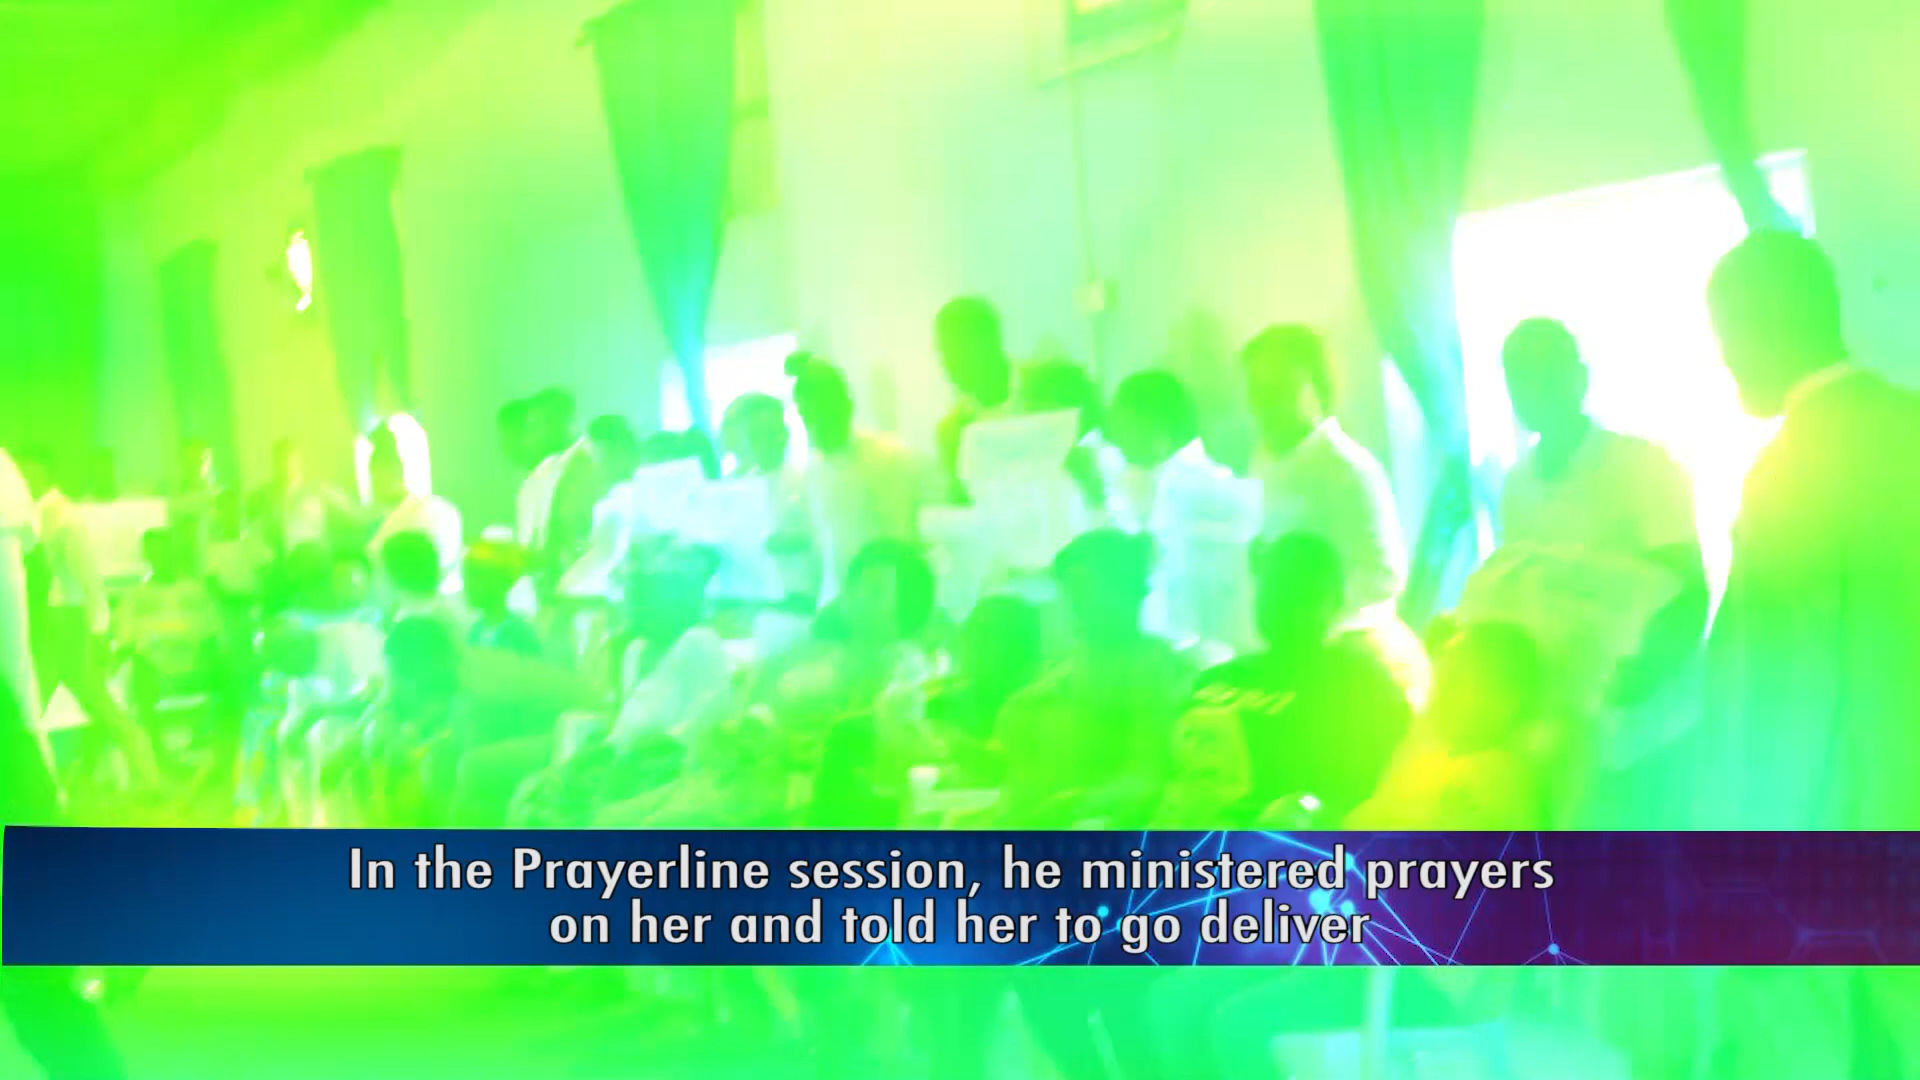 In the Prayerline session, he ministered prayers
on her and told her to go deliver